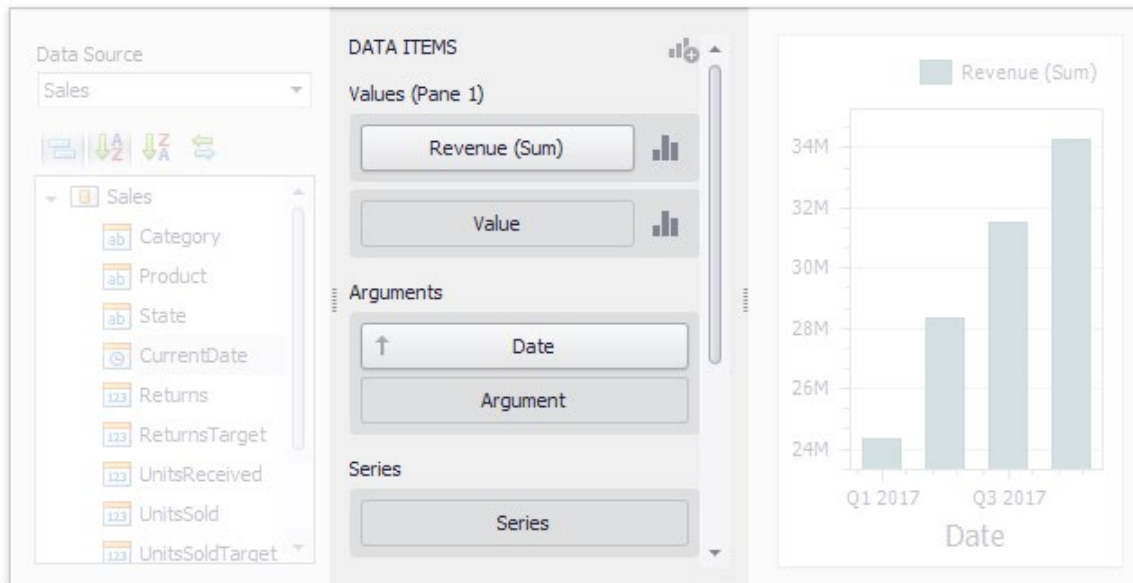 Data Source
Sales
Sales
Category
Product
State
CurrentDate
Returns
ReturnsTarget
UnitsReceived
UnitsSold
UnitsSoldTarget
DATA ITEMS
Values (Pane 1)
Revenue (Sum)
Value
Arguments
Date
Argument
Series
Series
Revenue (Sum)
34M
32M
30M
28M
26M
24M
Q1 2017 Q3 2017
Date